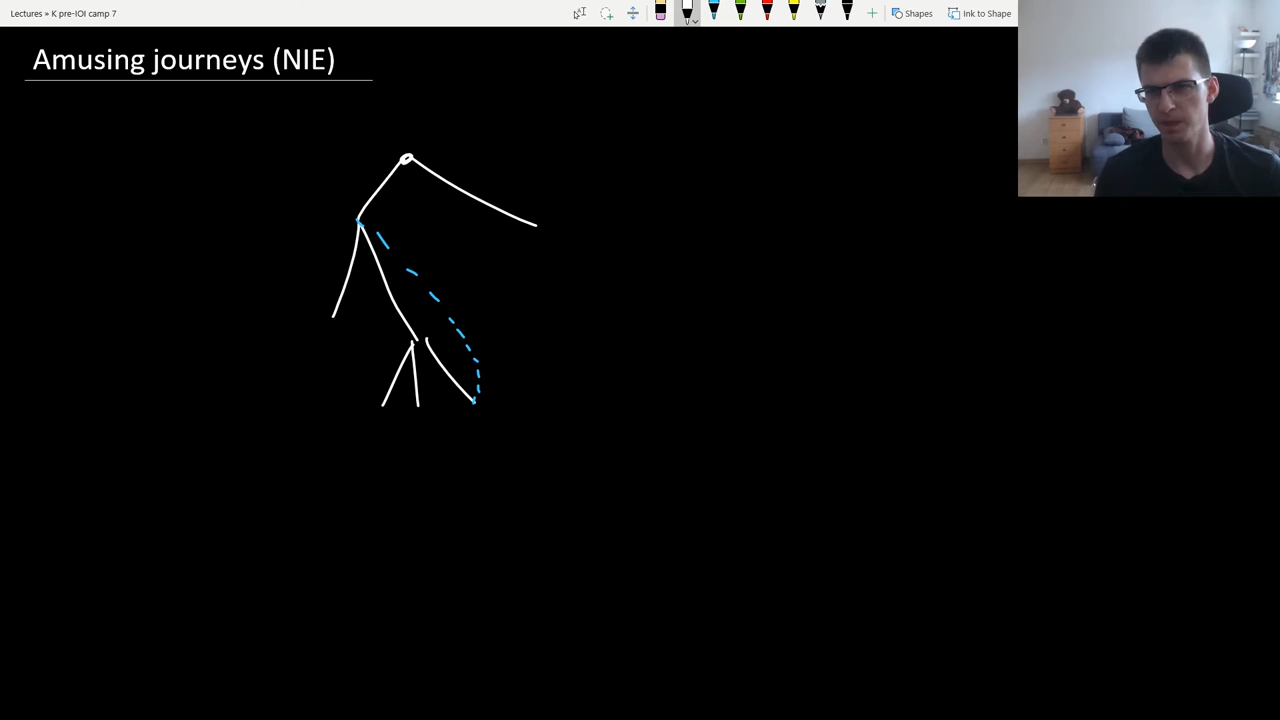 Lectures » K pre-IOI camp 7
Shapes
Ink to Shape
Amusing journeys (NIE)